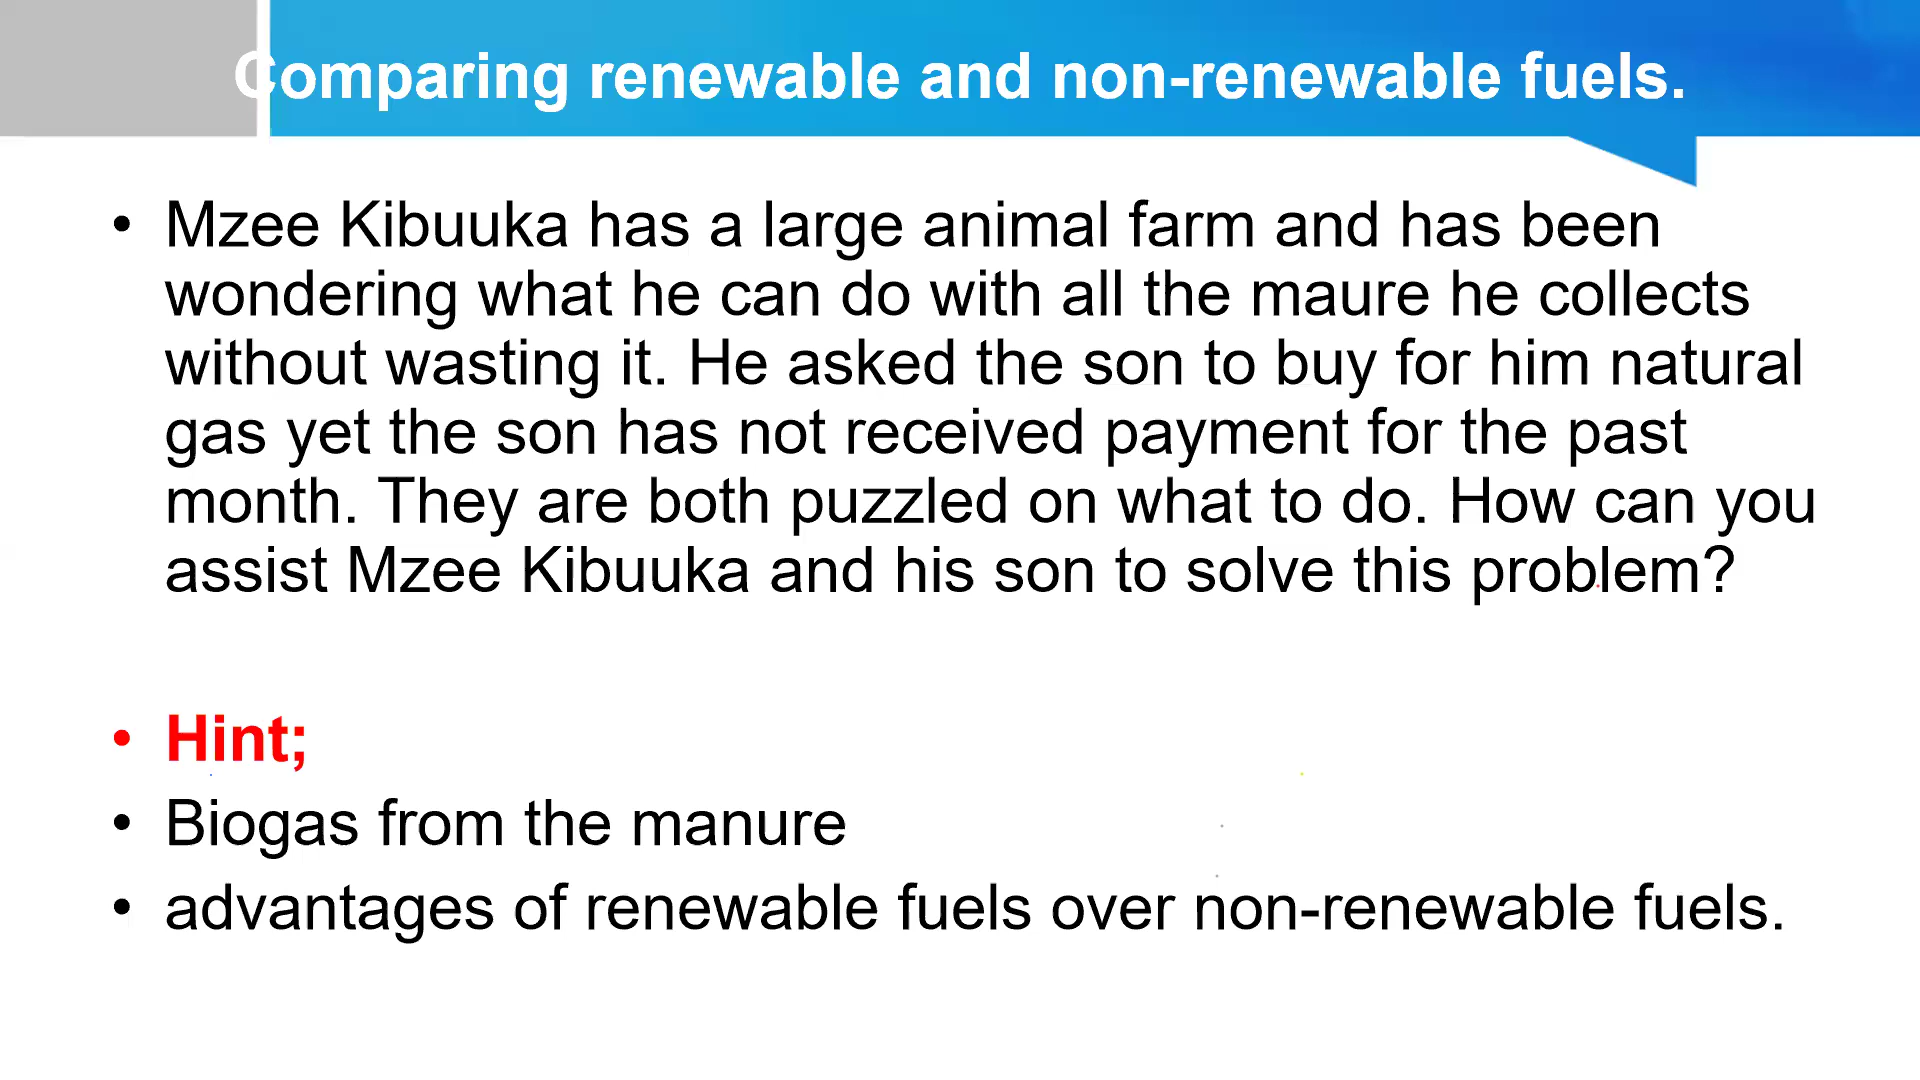 Comparing renewable and non-renewable fuels.
• Mzee Kibuuka has a large animal farm and has been
wondering what he can do with all the maure he collects
without wasting it. He asked the son to buy for him natural
gas yet the son has not received payment for the past
month. They are both puzzled on what to do. How can you
assist Mzee Kibuuka and his son to solve this problem?
• Hint;
• Biogas from the manure
• advantages of renewable fuels over non-renewable fuels.